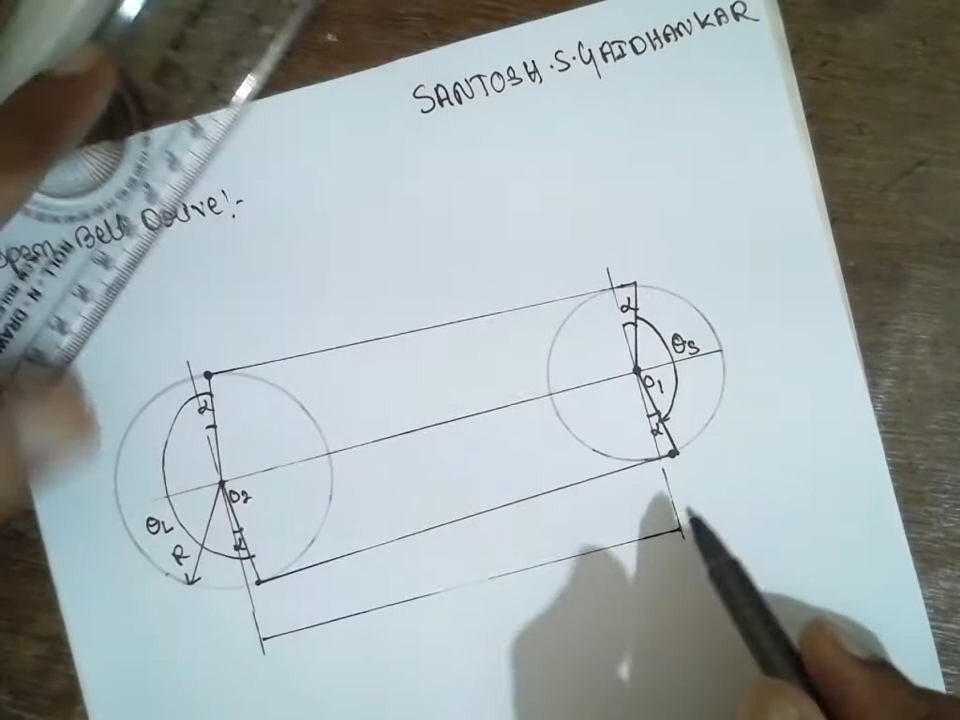 SANTOSH.S.GAIDHANKAR
Open Belt Drive:-
α
θs
O1
α
α
O2
θL
R
α